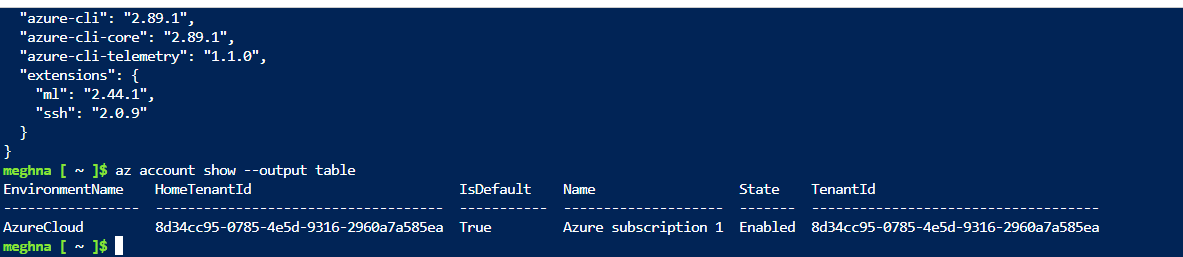 "azure-cli": "2.89.1",
"azure-cli-core": "2.89.1",
"azure-cli-telemetry": "1.1.0",
"extensions": {
"ml": "2.44.1",
"ssh": "2.0.9"
}
}
meghna [ ~ ]$ az account show --output table
EnvironmentName HomeTenantId IsDefault Name State TenantId
----------------- ------------------------------------ ----------- -------------------- ------- ------------------------------------
AzureCloud 8d34cc95-0785-4e5d-9316-2960a7a585ea True Azure subscription 1 Enabled 8d34cc95-0785-4e5d-9316-2960a7a585ea
meghna [ ~ ]$